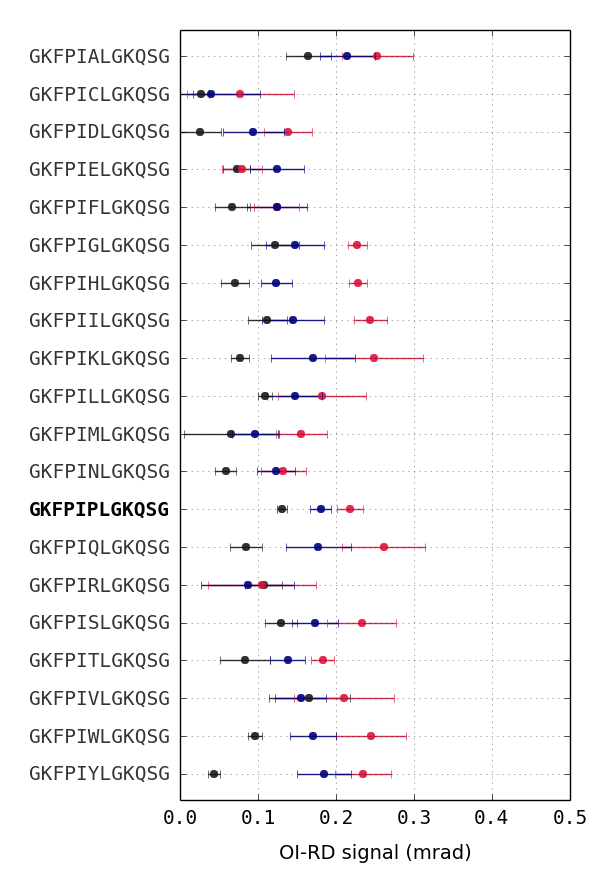 GKFPIALGKQSG
GKFPICLGKQSG
GKFPIDLGKQSG
GKFPIELGKQSG
GKFPIFLGKQSG
GKFPIGLGKQSG
GKFPIHLGKQSG
GKFPIILGKQSG
GKFPIKLGKQSG
GKFPILLGKQSG
GKFPIMLGKQSG
GKFPINLGKQSG
GKFPIPLGKQSG
GKFPIQLGKQSG
GKFPIRLGKQSG
GKFPISLGKQSG
GKFPITLGKQSG
GKFPIVLGKQSG
GKFPIWLGKQSG
GKFPIYLGKQSG
0.0 0.1 0.2 0.3 0.4 0.5
OI-RD signal (mrad)